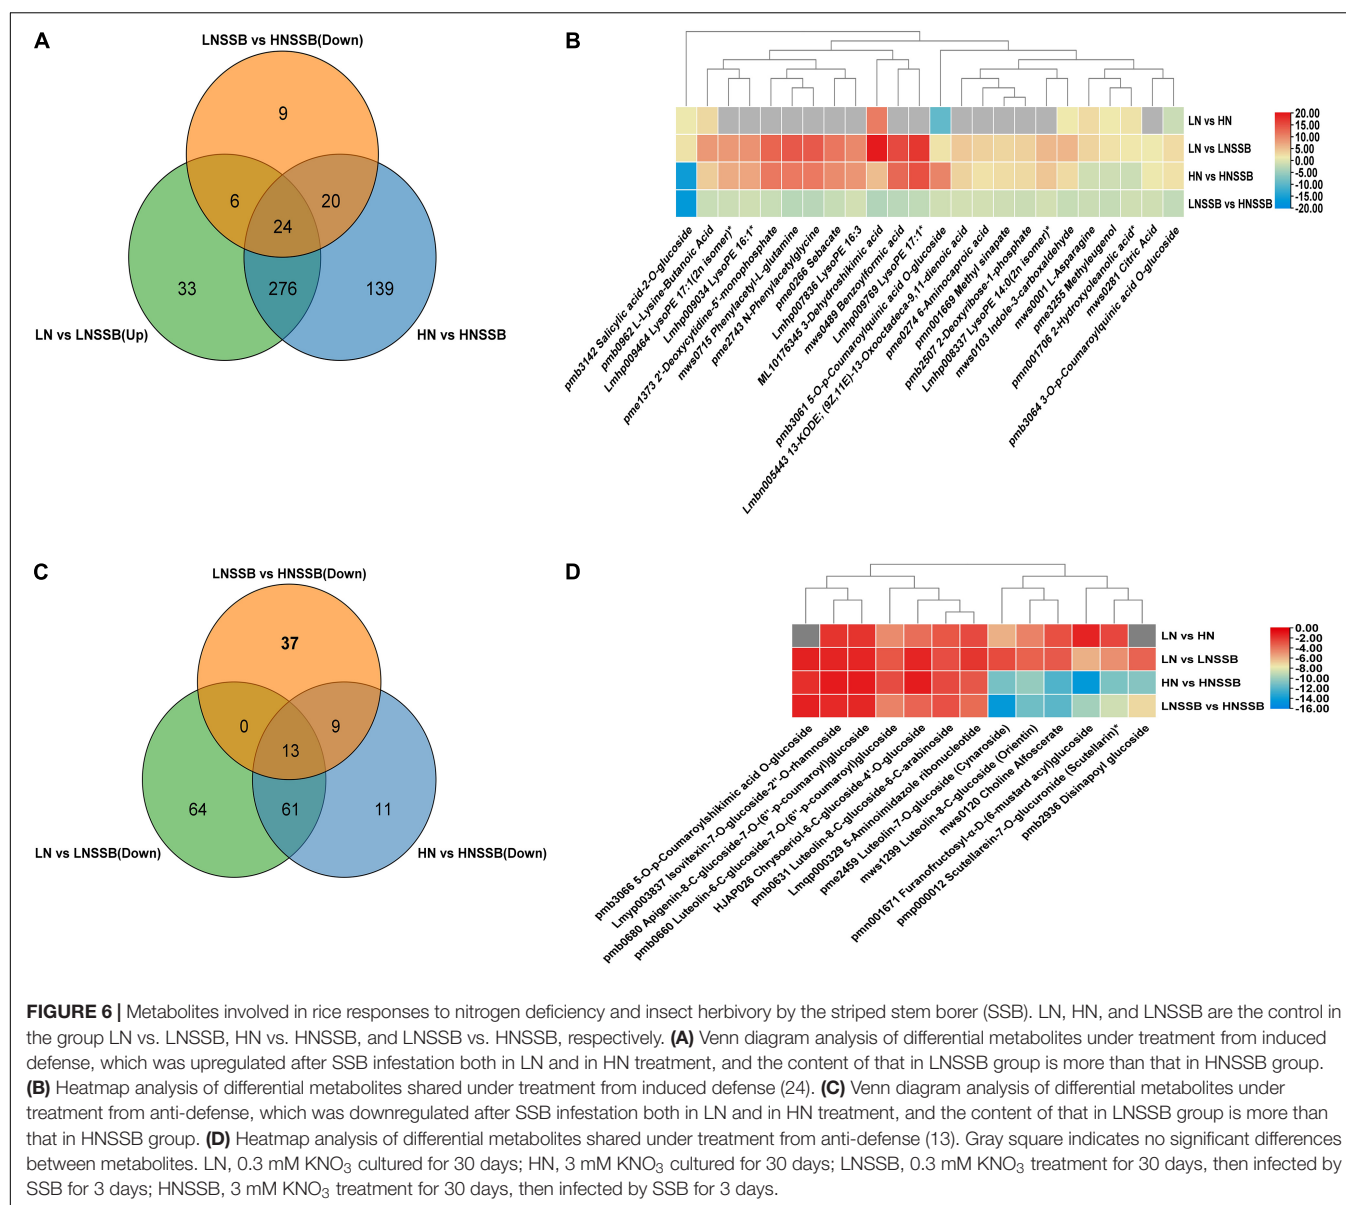 A
LNSSB vs HNSSB(Down)
9
6
20
24
33
276
139
LN vs LNSSB(Up)
HN vs HNSSB
B
LN vs HN
LN vs LNSSB
HN vs HNSSB
LNSSB vs HNSSB
20.00
15.00
10.00
5.00
0.00
-5.00
-10.00
-15.00
-20.00
pmb3142 Salicylic acid-2-O-glucoside
pmb0962 L-Lysine-Butanoic Acid
Lmhp009464 LysoPE 17:1(2n isomer)*
Lmhp009034 LysoPE 16:1*
pme1373 2'-Deoxycytidine-5'-monophosphate
mws0715 Phenylacetyl-L-glutamine
pme2743 N-Phenylacetylglycine
pme0266 Sebacate
Lmhp007836 LysoPE 16:3
ML10176345 3-Dehydroshikimic acid
mws0489 Benzoylformic acid
Lmhp009769 LysoPE 17:1*
pmb3061 5-O-p-Coumaroylquinic acid O-glucoside
Lmbn005443 13-KODE; (9Z,11E)-13-Oxooctadeca-9,11-dienoic acid
pme0274 6-Aminocaproic acid
pmn001669 Methyl sinapate
pmb2507 2-Deoxyribose-1-phosphate
Lmhp008337 LysoPE 14:0(2n isomer)*
mws0103 Indole-3-carboxaldehyde
mws0001 L-Asparagine
pme3255 Methyleugenol
pmn001706 2-Hydroxyoleanolic acid*
mws0281 Citric Acid
pmb3064 3-O-p-Coumaroylquinic acid O-glucoside
C
LNSSB vs HNSSB(Down)
37
0
9
13
64
61
11
LN vs LNSSB(Down)
HN vs HNSSB(Down)
D
LN vs HN
LN vs LNSSB
HN vs HNSSB
LNSSB vs HNSSB
0.00
-2.00
-4.00
-6.00
-8.00
-10.00
-12.00
-14.00
-16.00
pmb3066 5-O-p-Coumaroylshikimic acid O-glucoside
Lmyp003837 Isovitexin-7-O-glucoside-2''-O-rhamnoside
pmb0680 Apigenin-8-C-glucoside-7-O-(6''-p-coumaroyl)glucoside
pmb0660 Luteolin-6-C-glucoside-7-O-(6''-p-coumaroyl)glucoside
HJAP026 Chrysoeriol-6-C-glucoside-4'-O-glucoside
pmb0631 Luteolin-8-C-glucoside-6-C-arabinoside
Lmqp000329 5-Aminoimidazole ribonucleotide
pme2459 Luteolin-7-O-glucoside (Cynaroside)
mws1299 Luteolin-8-C-glucoside (Orientin)
mws0120 Choline Alfoscerate
pmn001671 Furanofructosyl-α-D-(6-mustard acyl)glucoside
pmp000012 Scutellarein-7-O-glucuronide (Scutellarin)*
pmb2936 Disinapoyl glucoside
FIGURE 6 | Metabolites involved in rice responses to nitrogen deficiency and insect herbivory by the striped stem borer (SSB). LN, HN, and LNSSB are the control in
the group LN vs. LNSSB, HN vs. HNSSB, and LNSSB vs. HNSSB, respectively. (A) Venn diagram analysis of differential metabolites under treatment from induced
defense, which was upregulated after SSB infestation both in LN and in HN treatment, and the content of that in LNSSB group is more than that in HNSSB group.
(B) Heatmap analysis of differential metabolites shared under treatment from induced defense (24). (C) Venn diagram analysis of differential metabolites under
treatment from anti-defense, which was downregulated after SSB infestation both in LN and in HN treatment, and the content of that in LNSSB group is more than
that in HNSSB group. (D) Heatmap analysis of differential metabolites shared under treatment from anti-defense (13). Gray square indicates no significant differences
between metabolites. LN, 0.3 mM KNO₃ cultured for 30 days; HN, 3 mM KNO₃ cultured for 30 days; LNSSB, 0.3 mM KNO₃ treatment for 30 days, then infected by
SSB for 3 days; HNSSB, 3 mM KNO₃ treatment for 30 days, then infected by SSB for 3 days.